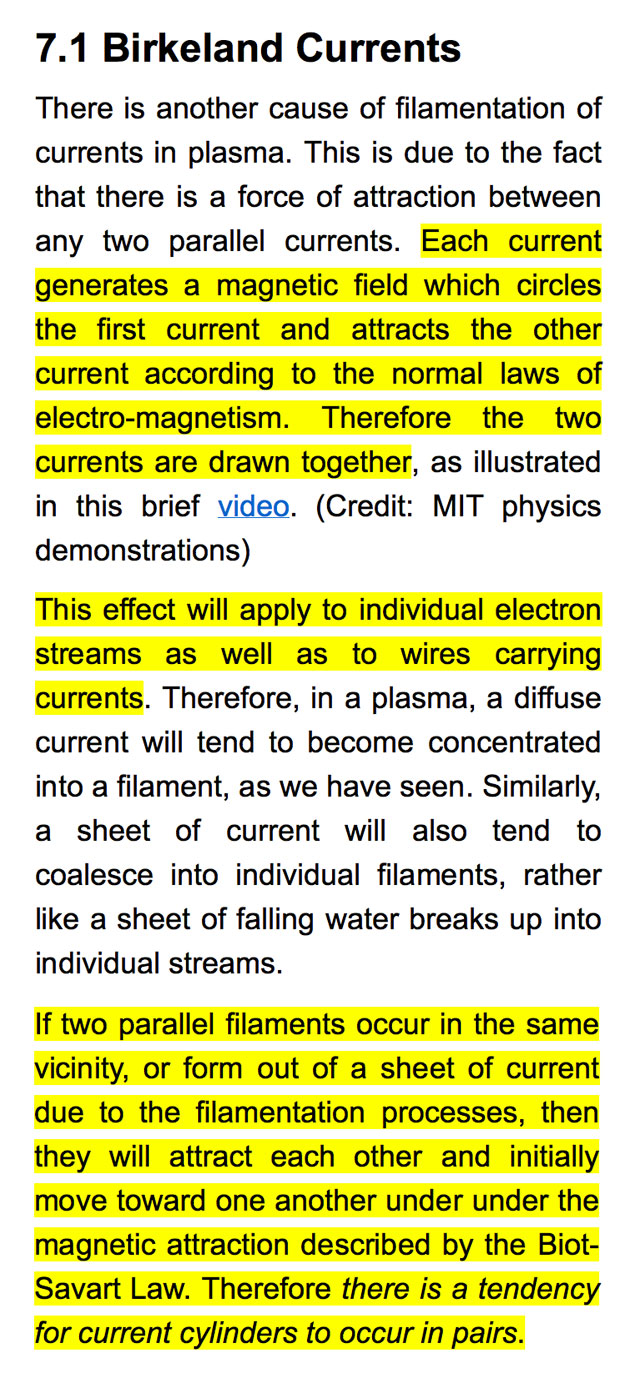 7.1 Birkeland Currents
There is another cause of filamentation of
currents in plasma. This is due to the fact
that there is a force of attraction between
any two parallel currents. Each current
generates a magnetic field which circles
the first current and attracts the other
current according to the normal laws of
electro-magnetism. Therefore the two
currents are drawn together, as illustrated
in this brief video. (Credit: MIT physics
demonstrations)
This effect will apply to individual electron
streams as well as to wires carrying
currents. Therefore, in a plasma, a diffuse
current will tend to become concentrated
into a filament, as we have seen. Similarly,
a sheet of current will also tend to
coalesce into individual filaments, rather
like a sheet of falling water breaks up into
individual streams.
If two parallel filaments occur in the same
vicinity, or form out of a sheet of current
due to the filamentation processes, then
they will attract each other and initially
move toward one another under under the
magnetic attraction described by the Biot-
Savart Law. Therefore there is a tendency
for current cylinders to occur in pairs.